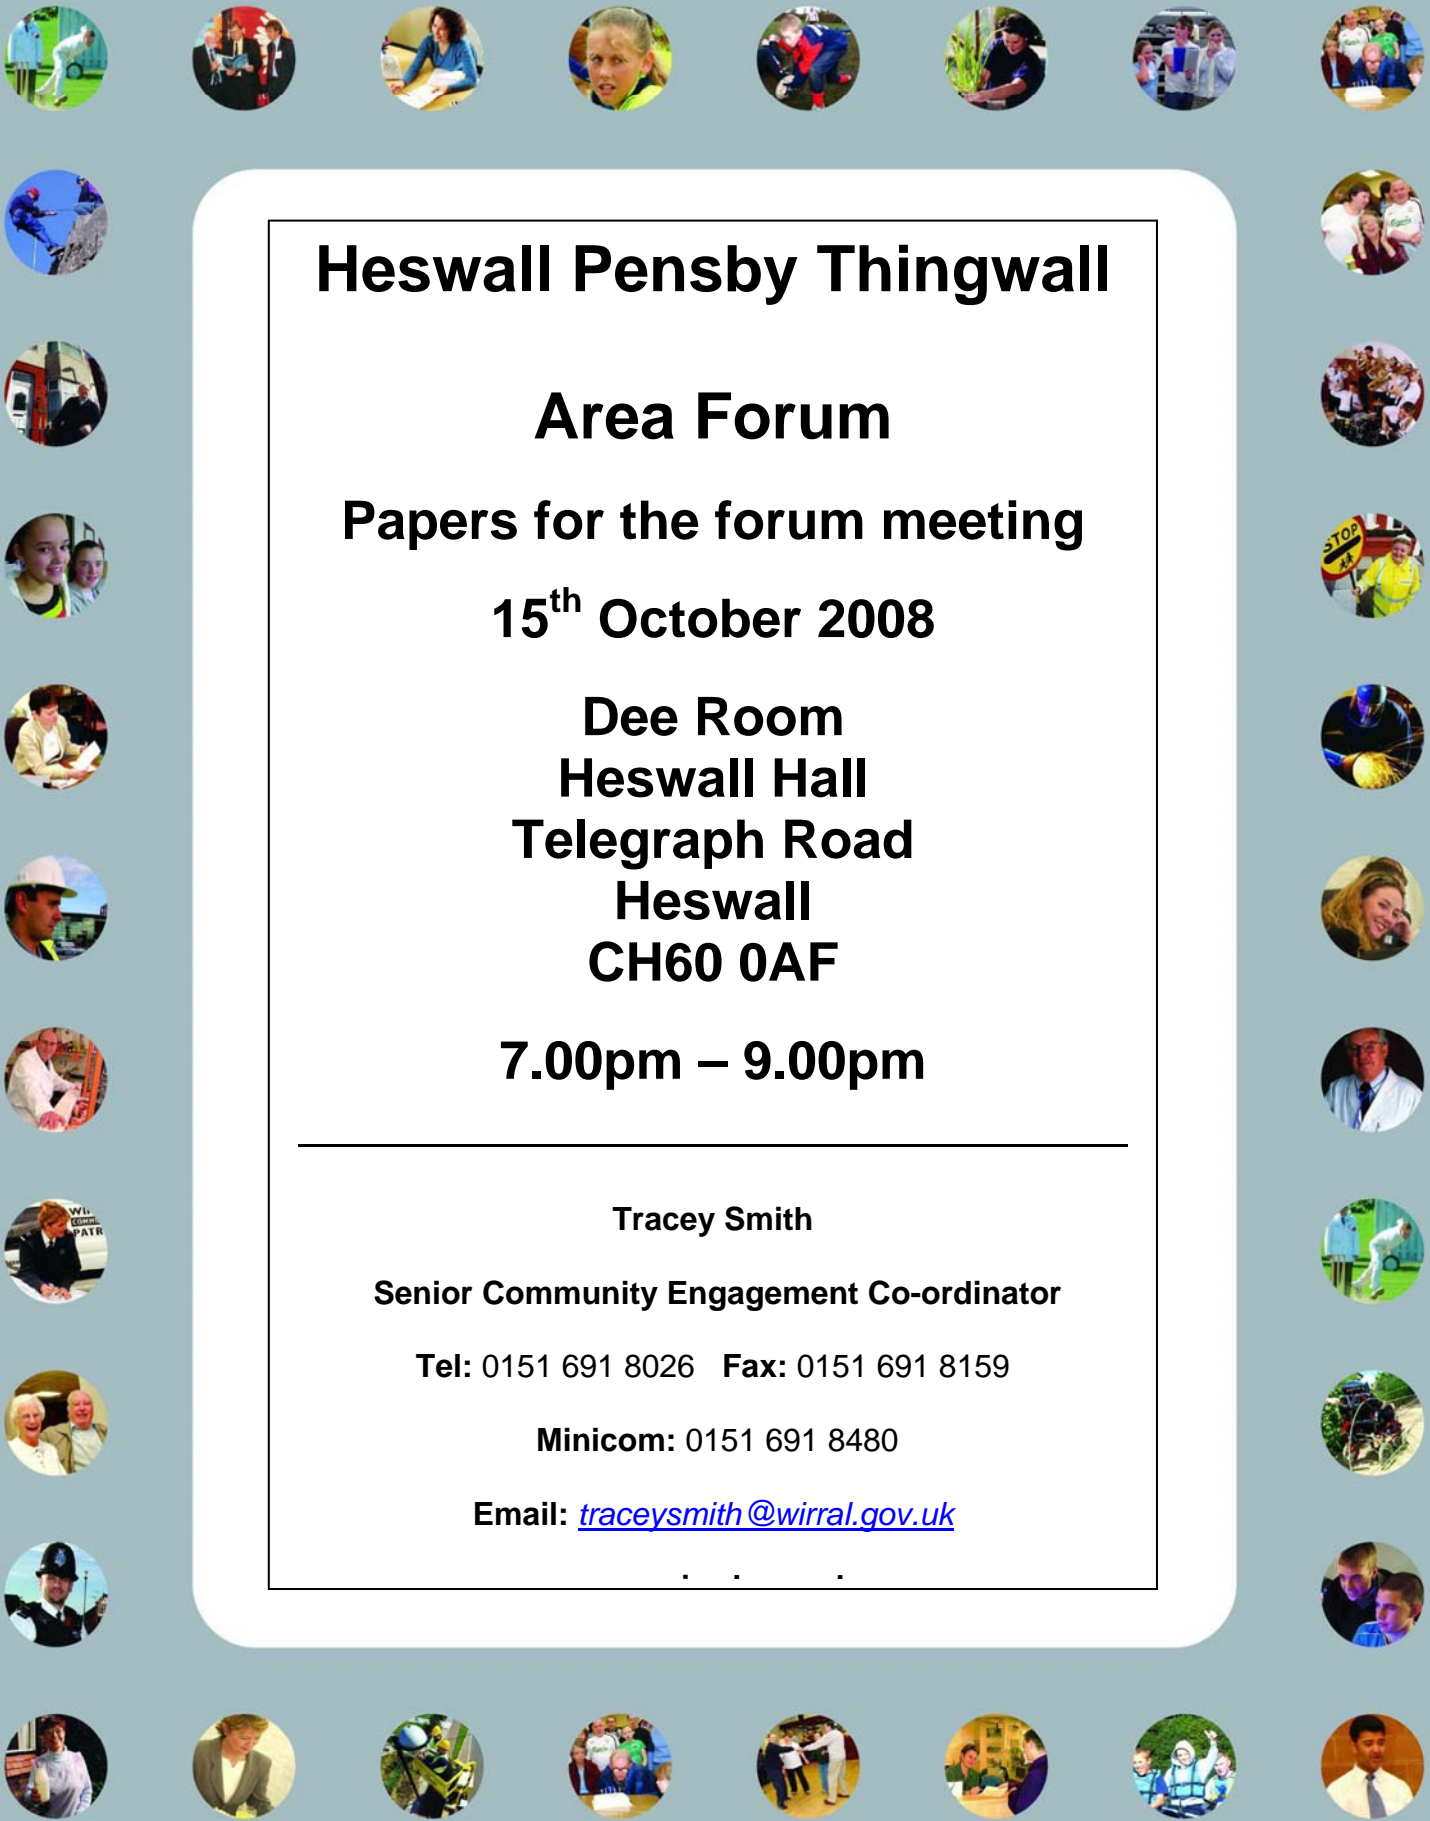 Heswall Pensby Thingwall
Area Forum
Papers for the forum meeting
15th October 2008
Dee Room
Heswall Hall
Telegraph Road
Heswall
CH60 0AF
7.00pm – 9.00pm
Tracey Smith
Senior Community Engagement Co-ordinator
Tel: 0151 691 8026 Fax: 0151 691 8159
Minicom: 0151 691 8480
Email: traceysmith@wirral.gov.uk
STOP
PATR